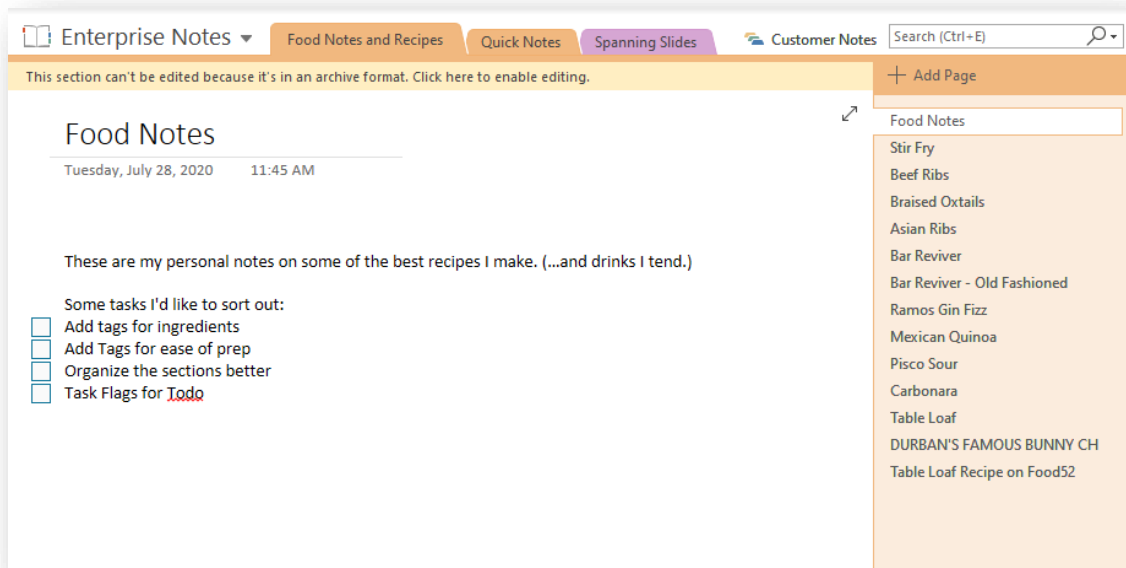 Enterprise Notes
Food Notes and Recipes
Quick Notes
Spanning Slides
Customer Notes
Search (Ctrl+E)
This section can't be edited because it's in an archive format. Click here to enable editing.
Add Page
Food Notes
Tuesday, July 28, 2020 11:45 AM
These are my personal notes on some of the best recipes I make. (...and drinks I tend.)
Some tasks I'd like to sort out:
Add tags for ingredients
Add Tags for ease of prep
Organize the sections better
Task Flags for Todo
Food Notes
Stir Fry
Beef Ribs
Braised Oxtails
Asian Ribs
Bar Reviver
Bar Reviver - Old Fashioned
Ramos Gin Fizz
Mexican Quinoa
Pisco Sour
Carbonara
Table Loaf
DURBAN'S FAMOUS BUNNY CH
Table Loaf Recipe on Food52